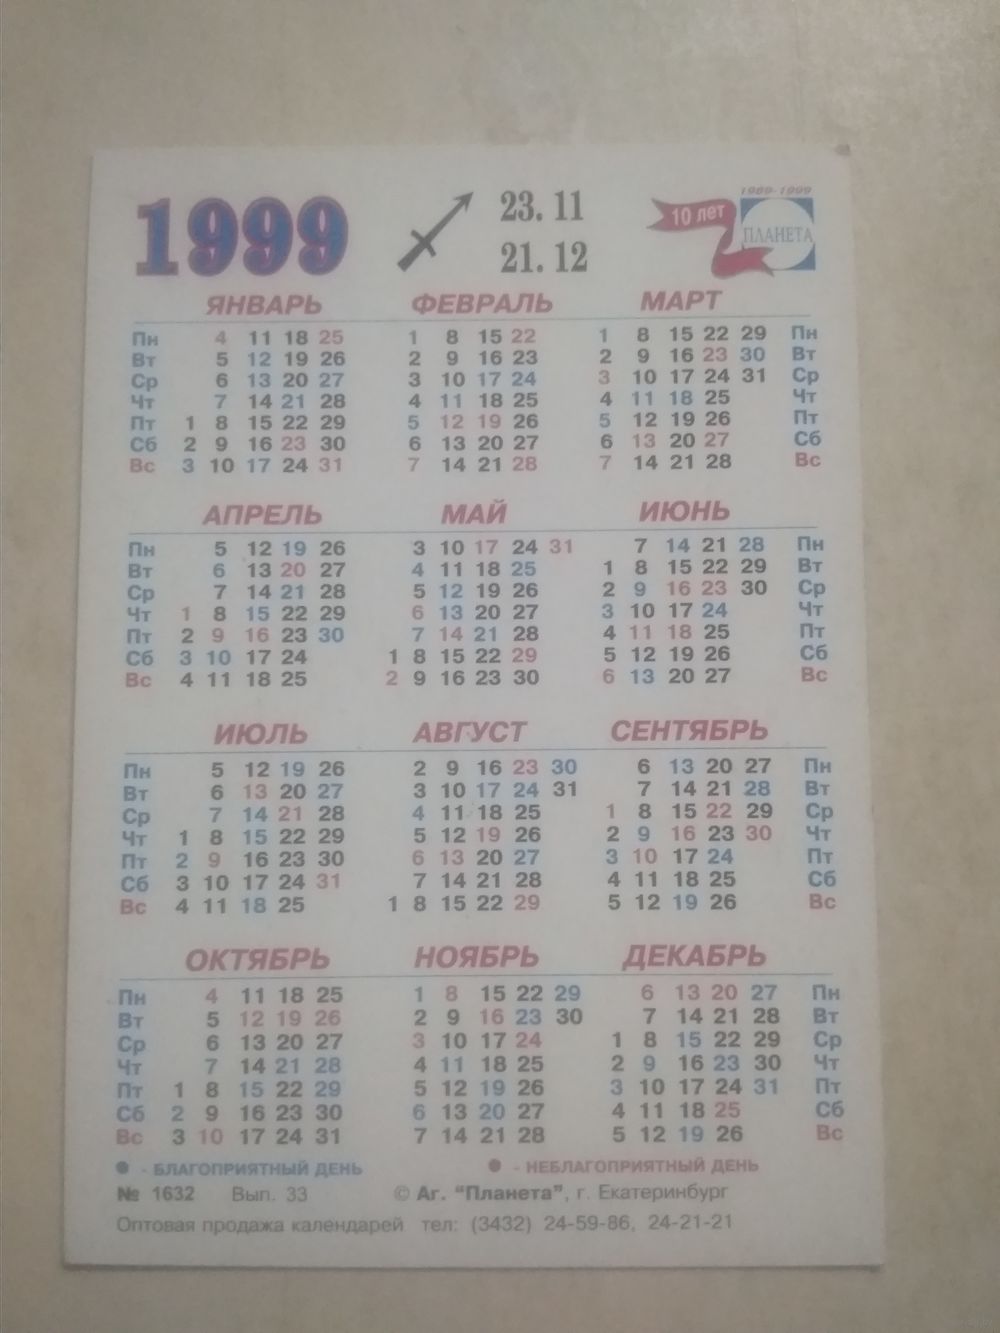 1989-1999
1999 23. 11 10 лет
21. 12 ПЛАНЕТА
ЯНВАРЬ ФЕВРАЛЬ МАРТ
Пн 4 11 18 25 1 8 15 22 1 8 15 22 29 Пн
Вт 5 12 19 26 2 9 16 23 2 9 16 23 30 Вт
Ср 6 13 20 27 3 10 17 24 3 10 17 24 31 Ср
Чт 7 14 21 28 4 11 18 25 4 11 18 25 Чт
Пт 1 8 15 22 29 5 12 19 26 5 12 19 26 Пт
Сб 2 9 16 23 30 6 13 20 27 6 13 20 27 Сб
Вс 3 10 17 24 31 7 14 21 28 7 14 21 28 Вс
АПРЕЛЬ МАЙ ИЮНЬ
Пн 5 12 19 26 3 10 17 24 31 7 14 21 28 Пн
Вт 6 13 20 27 4 11 18 25 1 8 15 22 29 Вт
Ср 7 14 21 28 5 12 19 26 2 9 16 23 30 Ср
Чт 1 8 15 22 29 6 13 20 27 3 10 17 24 Чт
Пт 2 9 16 23 30 7 14 21 28 4 11 18 25 Пт
Сб 3 10 17 24 1 8 15 22 29 5 12 19 26 Сб
Вс 4 11 18 25 2 9 16 23 30 6 13 20 27 Вс
ИЮЛЬ АВГУСТ СЕНТЯБРЬ
Пн 5 12 19 26 2 9 16 23 30 6 13 20 27 Пн
Вт 6 13 20 27 3 10 17 24 31 7 14 21 28 Вт
Ср 7 14 21 28 4 11 18 25 1 8 15 22 29 Ср
Чт 1 8 15 22 29 5 12 19 26 2 9 16 23 30 Чт
Пт 2 9 16 23 30 6 13 20 27 3 10 17 24 Пт
Сб 3 10 17 24 31 7 14 21 28 4 11 18 25 Сб
Вс 4 11 18 25 1 8 15 22 29 5 12 19 26 Вс
ОКТЯБРЬ НОЯБРЬ ДЕКАБРЬ
Пн 4 11 18 25 1 8 15 22 29 6 13 20 27 Пн
Вт 5 12 19 26 2 9 16 23 30 7 14 21 28 Вт
Ср 6 13 20 27 3 10 17 24 1 8 15 22 29 Ср
Чт 7 14 21 28 4 11 18 25 2 9 16 23 30 Чт
Пт 1 8 15 22 29 5 12 19 26 3 10 17 24 31 Пт
Сб 2 9 16 23 30 6 13 20 27 4 11 18 25 Сб
Вс 3 10 17 24 31 7 14 21 28 5 12 19 26 Вс
- БЛАГОПРИЯТНЫЙ ДЕНЬ - НЕБЛАГОПРИЯТНЫЙ ДЕНЬ
№ 1632 Вып. 33 © Аг. "Планета", г. Екатеринбург
Оптовая продажа календарей тел: (3432) 24-59-86, 24-21-21